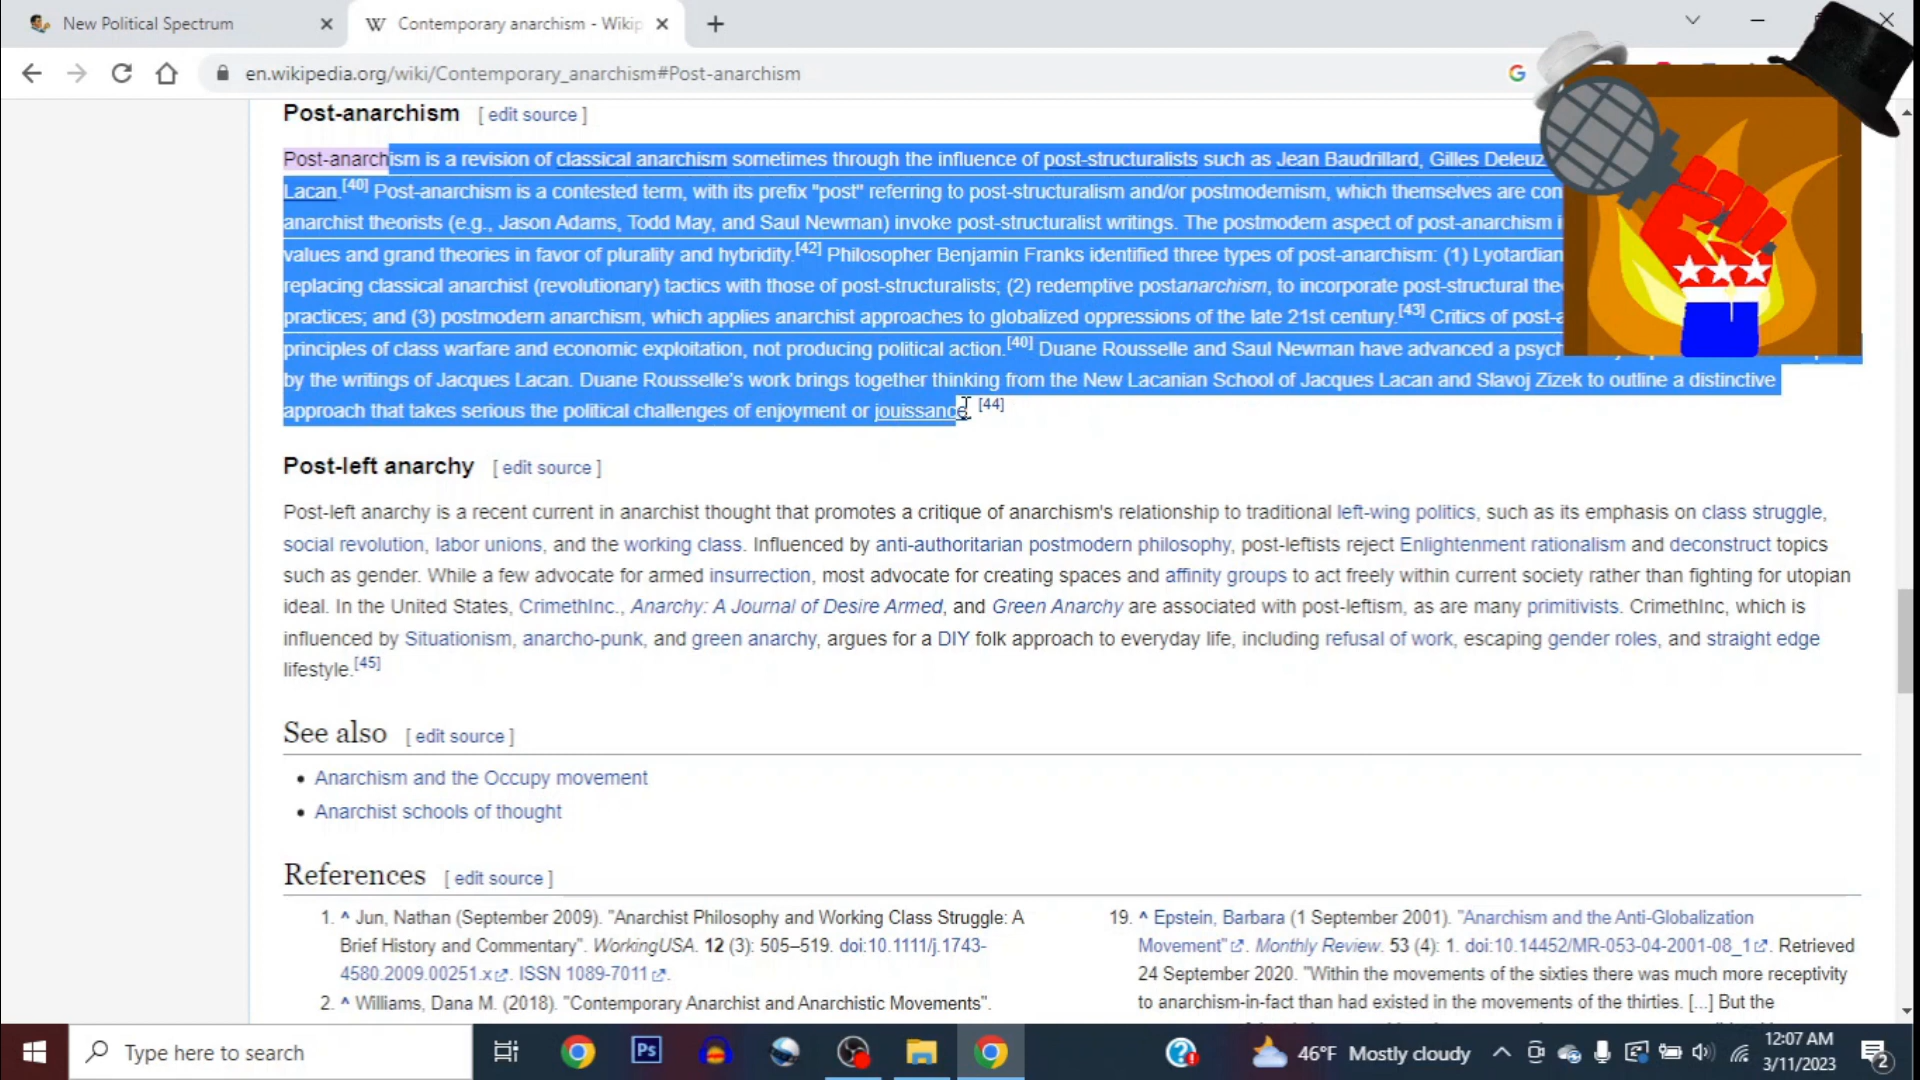 New Political Spectrum
Contemporary anarchism - Wikip
en.wikipedia.org/wiki/Contemporary_anarchism#Post-anarchism
Post-anarchism [ edit source ]
Post-anarchism is a revision of classical anarchism sometimes through the influence of post-structuralists such as Jean Baudrillard, Gilles Deleuz
Lacan.[40] Post-anarchism is a contested term, with its prefix "post" referring to post-structuralism and/or postmodernism, which themselves are con
anarchist theorists (e.g., Jason Adams, Todd May, and Saul Newman) invoke post-structuralist writings. The postmodern aspect of post-anarchism i
values and grand theories in favor of plurality and hybridity.[42] Philosopher Benjamin Franks identified three types of post-anarchism: (1) Lyotardian
replacing classical anarchist (revolutionary) tactics with those of post-structuralists; (2) redemptive postanarchism, to incorporate post-structural the
practices; and (3) postmodern anarchism, which applies anarchist approaches to globalized oppressions of the late 21st century.[43] Critics of post-a
principles of class warfare and economic exploitation, not producing political action.[40] Duane Rousselle and Saul Newman have advanced a psych
by the writings of Jacques Lacan. Duane Rousselle's work brings together thinking from the New Lacanian School of Jacques Lacan and Slavoj Zizek to outline a distinctive
approach that takes serious the political challenges of enjoyment or jouissance [44]
Post-left anarchy [ edit source ]
Post-left anarchy is a recent current in anarchist thought that promotes a critique of anarchism's relationship to traditional left-wing politics, such as its emphasis on class struggle,
social revolution, labor unions, and the working class. Influenced by anti-authoritarian postmodern philosophy, post-leftists reject Enlightenment rationalism and deconstruct topics
such as gender. While a few advocate for armed insurrection, most advocate for creating spaces and affinity groups to act freely within current society rather than fighting for utopian
ideal. In the United States, CrimethInc., Anarchy: A Journal of Desire Armed, and Green Anarchy are associated with post-leftism, as are many primitivists. CrimethInc, which is
influenced by Situationism, anarcho-punk, and green anarchy, argues for a DIY folk approach to everyday life, including refusal of work, escaping gender roles, and straight edge
lifestyle.[45]
See also [ edit source ]
• Anarchism and the Occupy movement
• Anarchist schools of thought
References [ edit source ]
1. ^ Jun, Nathan (September 2009). "Anarchist Philosophy and Working Class Struggle: A
Brief History and Commentary". WorkingUSA. 12 (3): 505–519. doi:10.1111/j.1743-
4580.2009.00251.x. ISSN 1089-7011.
2. ^ Williams, Dana M. (2018). "Contemporary Anarchist and Anarchistic Movements".
19. ^ Epstein, Barbara (1 September 2001). "Anarchism and the Anti-Globalization
Movement". Monthly Review. 53 (4): 1. doi:10.14452/MR-053-04-2001-08_1. Retrieved
24 September 2020. "Within the movements of the sixties there was much more receptivity
to anarchism-in-fact than had existed in the movements of the thirties. [...] But the
Type here to search
Ps
46°F Mostly cloudy
12:07 AM
3/11/2023
2